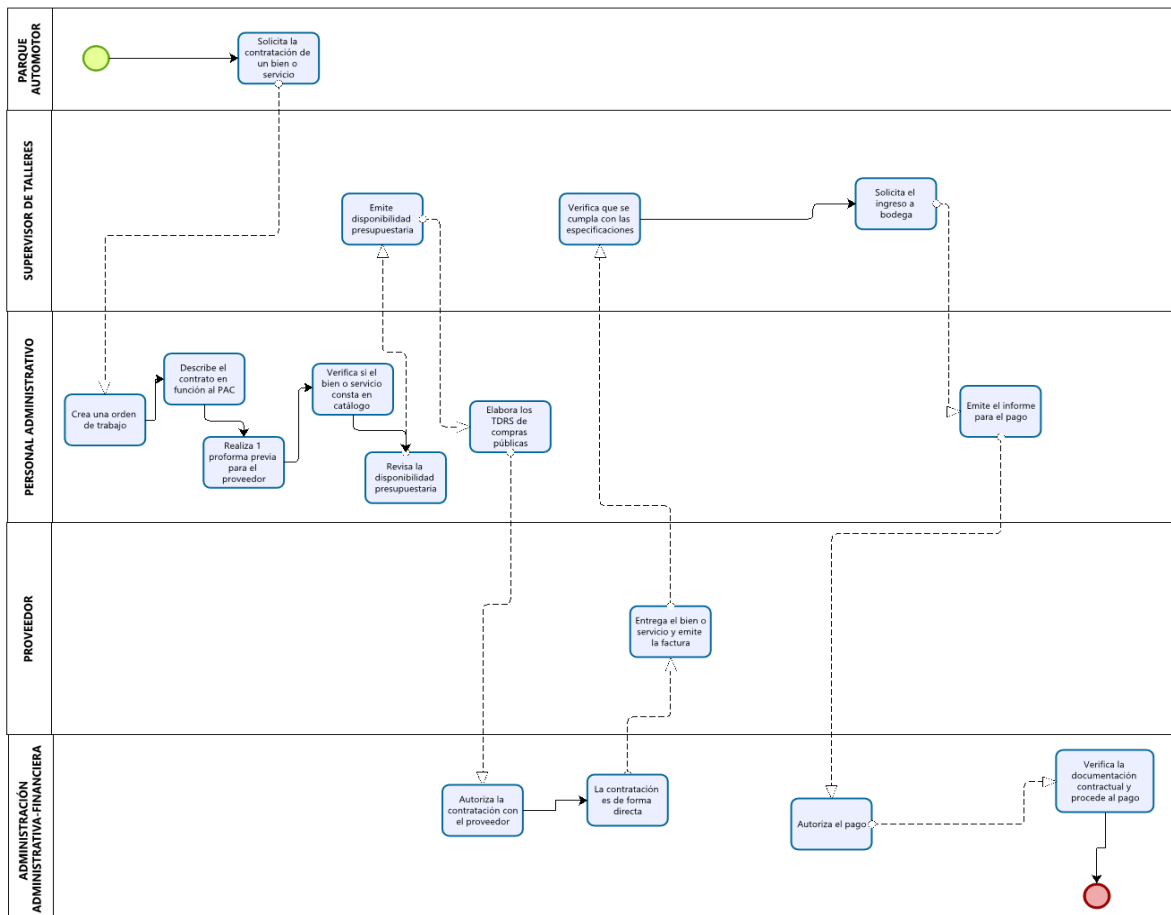 PARQUE
AUTOMOTOR
Solicita la
contratación de
un bien o
servicio
SUPERVISOR DE TALLERES
Emite
disponibilidad
presupuestaria
Verifica que se
cumpla con las
especificaciones
Solicita el
ingreso a
bodega
PERSONAL ADMINISTRATIVO
Crea una orden
de trabajo
Describe el
contrato en
función al PAC
Realiza 1
proforma previa
para el
proveedor
Verifica si el
bien o servicio
consta en
catálogo
Revisa la
disponibilidad
presupuestaria
Elabora los
TDRS de
compras
públicas
Emite el informe
para el pago
PROVEEDOR
Entrega el bien o
servicio y emite
la factura
ADMINISTRACIÓN
ADMINISTRATIVA-FINANCIERA
Autoriza la
contratación con
el proveedor
La contratación
es de forma
directa
Autoriza el pago
Verifica la
documentación
contractual y
procede al pago